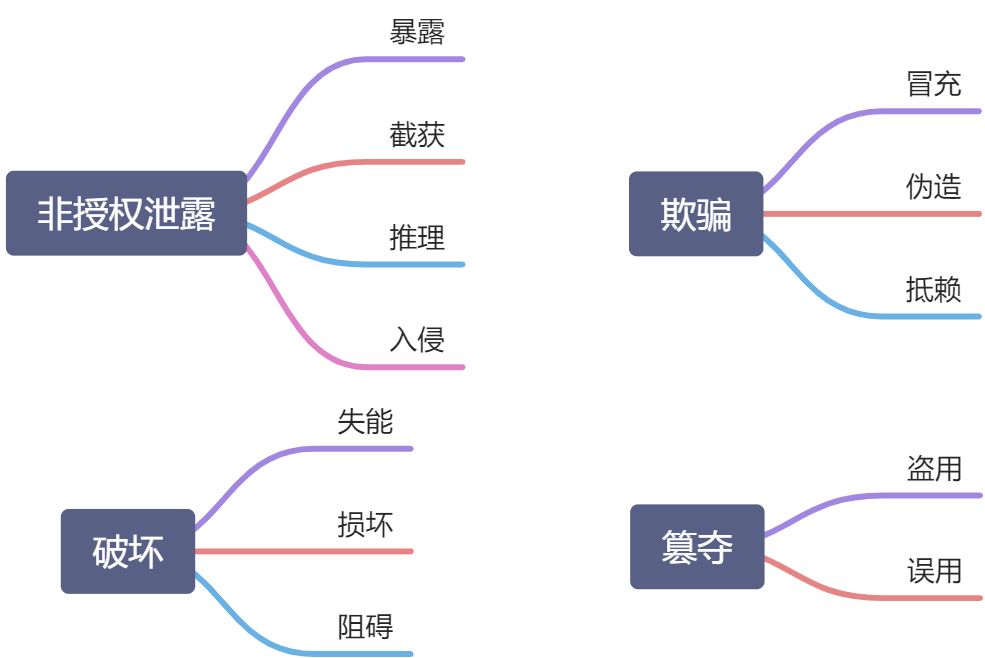 非授权泄露
暴露
截获
推理
入侵
欺骗
冒充
伪造
抵赖
破坏
失能
损坏
阻碍
篡夺
盗用
误用